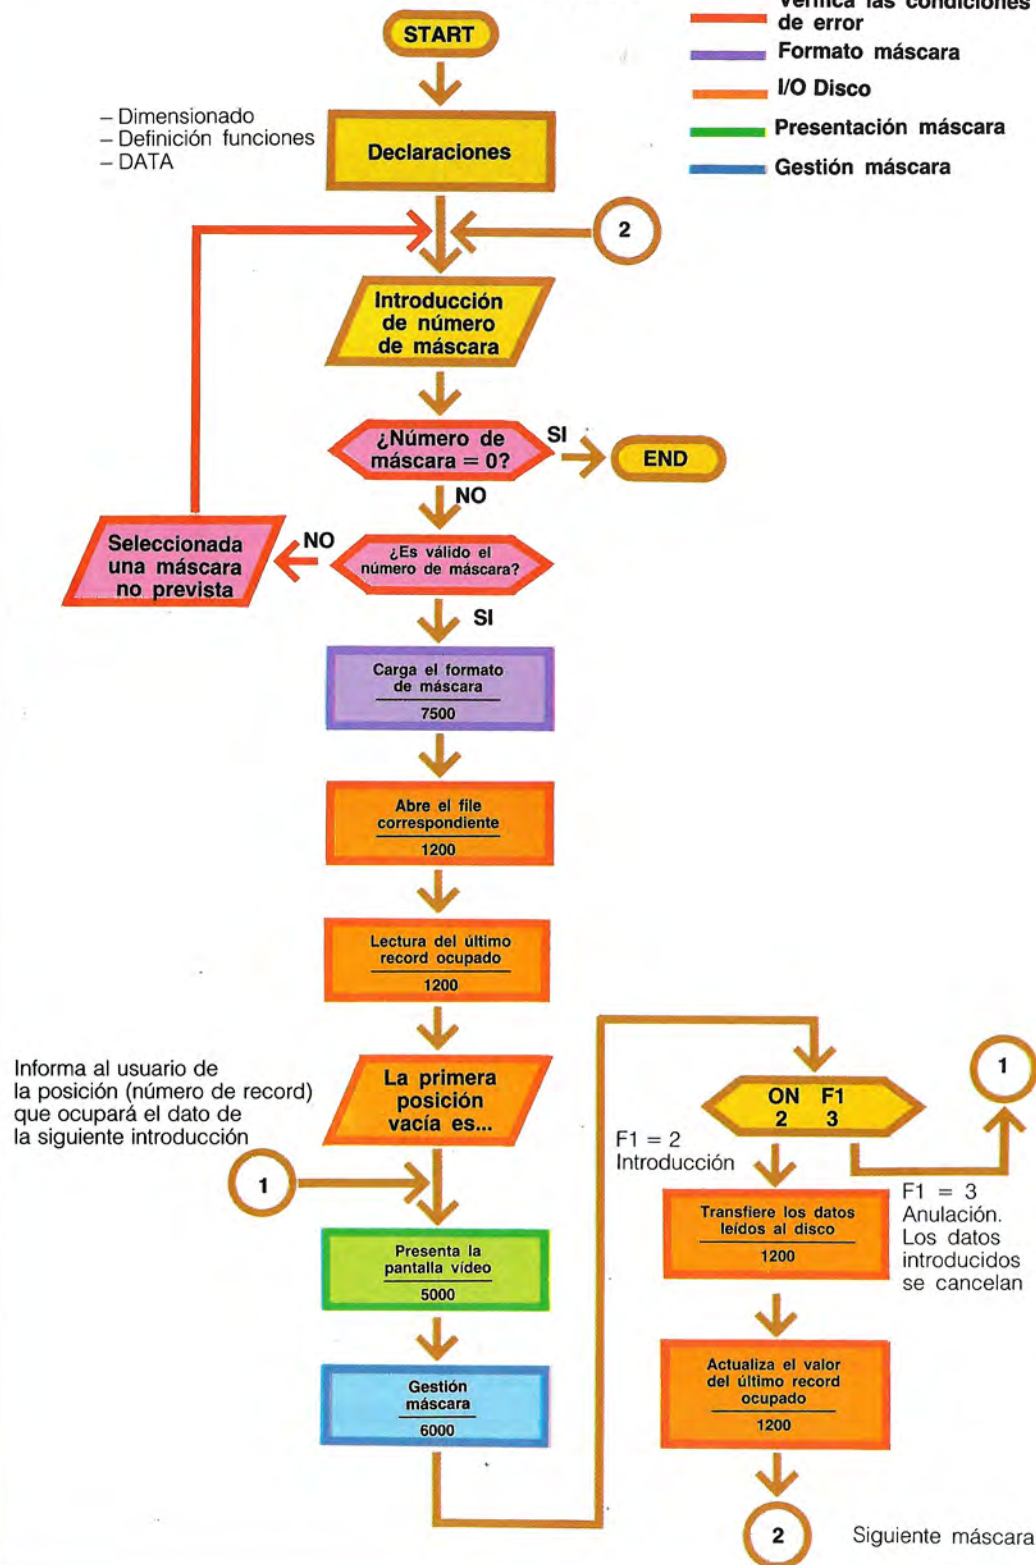 Verifica las condiciones
de error
Formato máscara
I/O Disco
Presentación máscara
Gestión máscara
START
– Dimensionado
– Definición funciones
– DATA
Declaraciones
2
Introducción
de número
de máscara
¿Número de
máscara = 0?
SI
END
NO
¿Es válido el
número de máscara?
NO
Seleccionada
una máscara
no prevista
SI
Carga el formato
de máscara
7500
Abre el file
correspondiente
1200
Lectura del último
record ocupado
1200
Informa al usuario de
la posición (número de record)
que ocupará el dato de
la siguiente introducción
La primera
posición
vacía es...
1
Presenta la
pantalla vídeo
5000
Gestión
máscara
6000
ON F1
2 3
1
F1 = 2
Introducción
F1 = 3
Anulación.
Los datos
introducidos
se cancelan
Transfiere los datos
leídos al disco
1200
Actualiza el valor
del último record
ocupado
1200
2
Siguiente máscara